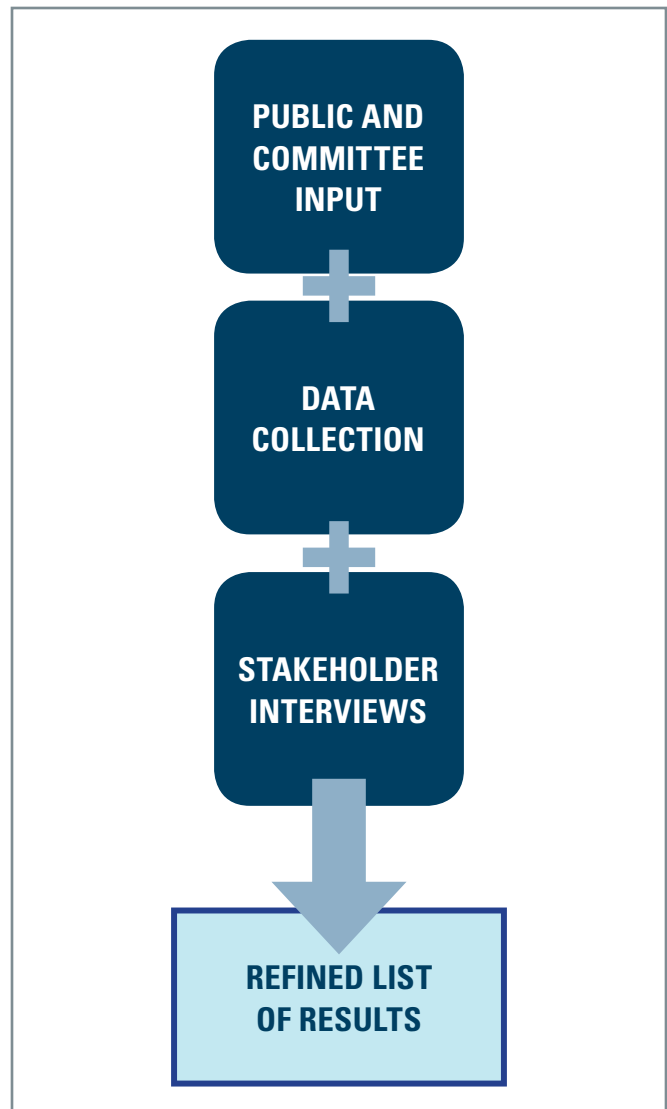 PUBLIC AND
COMMITTEE
INPUT
DATA
COLLECTION
STAKEHOLDER
INTERVIEWS
REFINED LIST
OF RESULTS